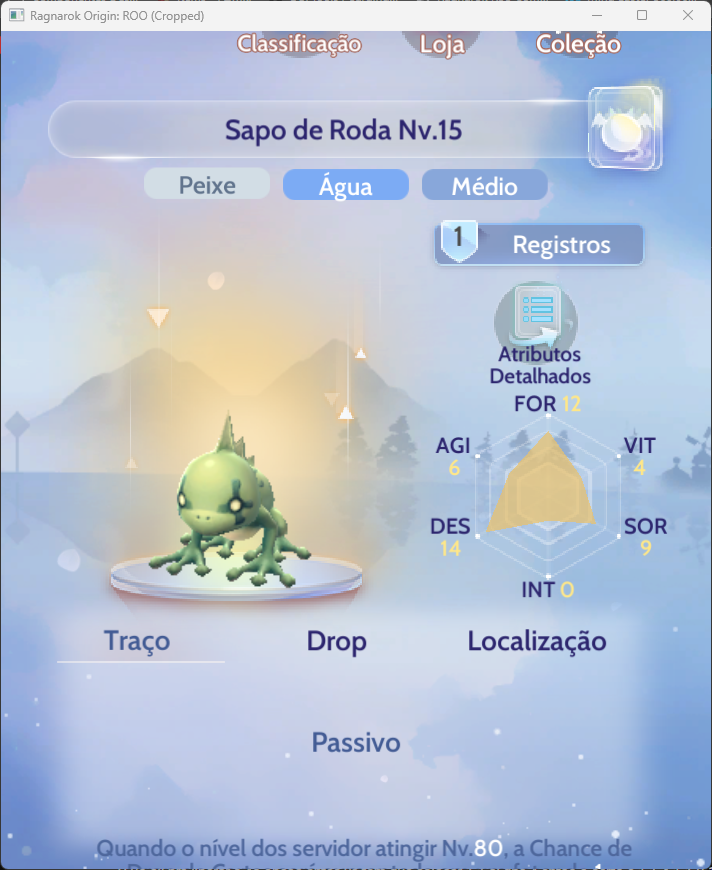 Ragnarok Origin: ROO (Cropped)
Classificação
Loja
Coleção
Sapo de Roda Nv.15
Peixe
Água
Médio
1
Registros
Atributos
Detalhados
FOR 12
AGI
6
VIT
4
DES
14
SOR
9
INT 0
Traço
Drop
Localização
Passivo
Quando o nível dos servidor atingir Nv.80, a Chance de